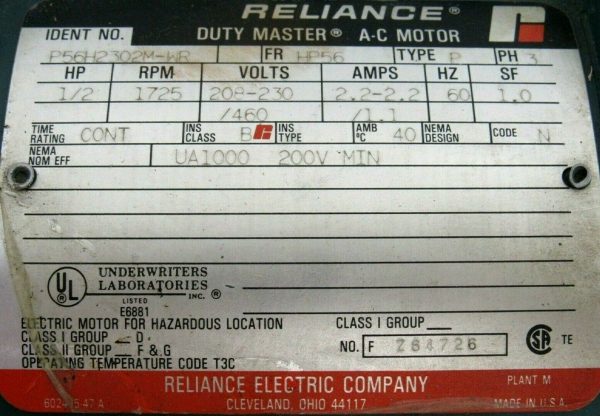 RELIANCE®
DUTY MASTER® A-C MOTOR
IDENT NO. P56H2302M-WR FR HP56 TYPE P PH 3
HP RPM VOLTS AMPS HZ SF
1/2 1725 208-230 2.2-2.2 60 1.0
/460 /1.1
TIME RATING CONT INS CLASS B INS TYPE AMB °C 40 NEMA DESIGN CODE N
NEMA NOM EFF UA1000 200V MIN
UL ®
UNDERWRITERS
LABORATORIES INC. ®
LISTED
E6881
ELECTRIC MOTOR FOR HAZARDOUS LOCATION CLASS I GROUP
CLASS I GROUP D
CLASS II GROUP F & G NO. F 764726 SA TE
OPERATING TEMPERATURE CODE T3C
RELIANCE ELECTRIC COMPANY PLANT M
CLEVELAND, OHIO 44117 MADE IN U.S.A.